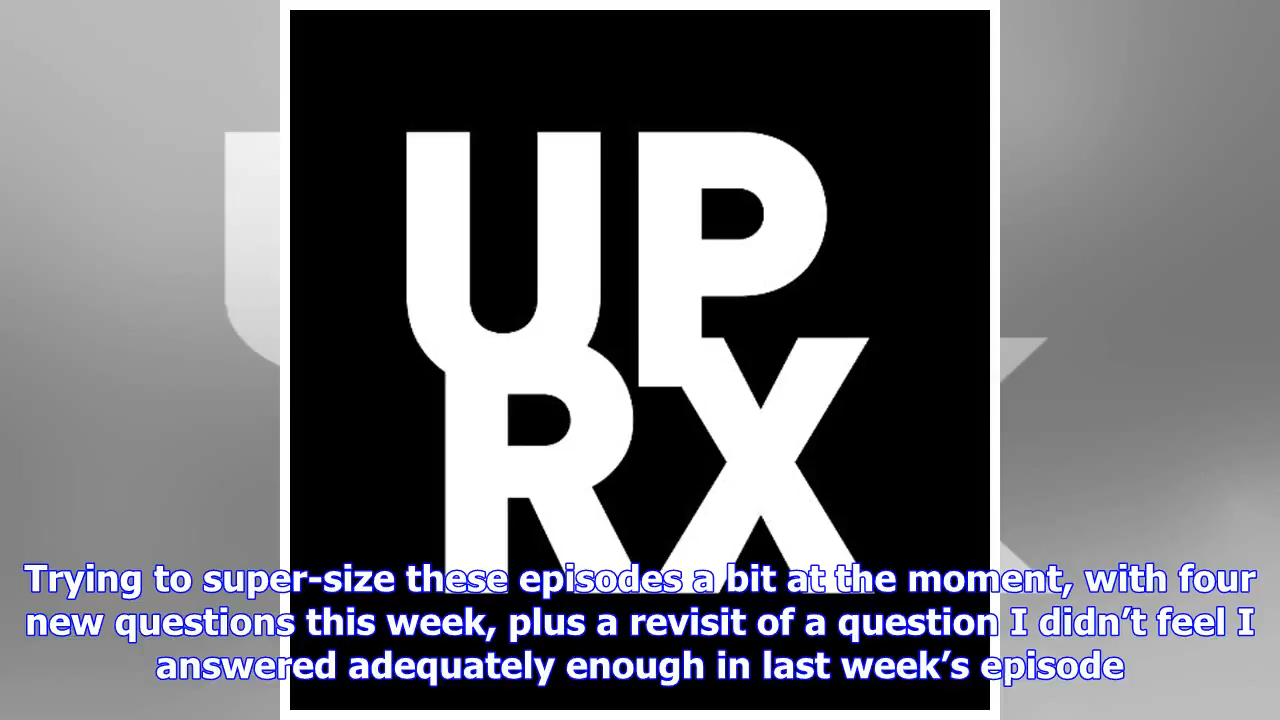 UP
RX
Trying to super-size these episodes a bit at the moment, with four
new questions this week, plus a revisit of a question I didn’t feel I
answered adequately enough in last week’s episode